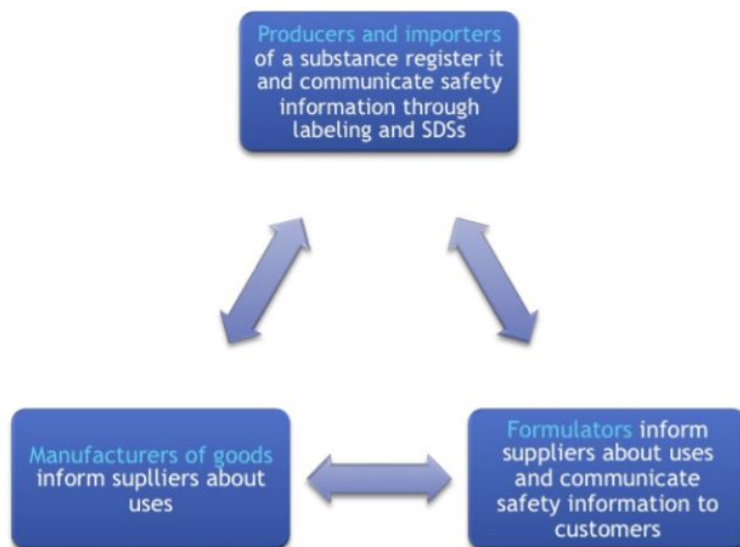 Producers and importers
of a substance register it
and communicate safety
information through
labeling and SDSs
Manufacturers of goods
inform suplliers about
uses
Formulators inform
suppliers about uses
and communicate
safety information to
customers